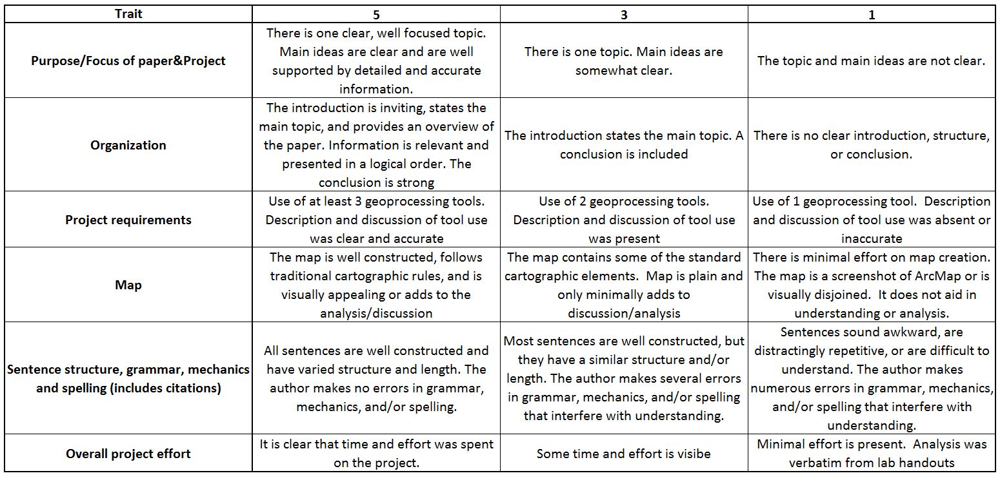 Trait 5 3 1
Purpose/Focus of paper&Project
There is one clear, well focused topic.
Main ideas are clear and are well
supported by detailed and accurate
information.
There is one topic. Main ideas are
somewhat clear.
The topic and main ideas are not clear.
Organization
The introduction is inviting, states the
main topic, and provides an overview of
the paper. Information is relevant and
presented in a logical order. The
conclusion is strong
The introduction states the main topic. A
conclusion is included
There is no clear introduction, structure,
or conclusion.
Project requirements
Use of at least 3 geoprocessing tools.
Description and discussion of tool use
was clear and accurate
Use of 2 geoprocessing tools.
Description and discussion of tool use
was present
Use of 1 geoprocessing tool.  Description
and discussion of tool use was absent or
inaccurate
Map
The map is well constructed, follows
traditional cartographic rules, and is
visually appealing or adds to the
analysis/discussion
The map contains some of the standard
cartographic elements.  Map is plain and
only minimally adds to
discussion/analysis
There is minimal effort on map creation.
The map is a screenshot of ArcMap or is
visually disjoined.  It does not aid in
understanding or analysis.
Sentence structure, grammar, mechanics
and spelling (includes citations)
All sentences are well constructed and
have varied structure and length. The
author makes no errors in grammar,
mechanics, and/or spelling.
Most sentences are well constructed, but
they have a similar structure and/or
length. The author makes several errors
in grammar, mechanics, and/or spelling
that interfere with understanding.
Sentences sound awkward, are
distractingly repetitive, or are difficult to
understand. The author makes
numerous errors in grammar, mechanics,
and/or spelling that interfere with
understanding.
Overall project effort
It is clear that time and effort was spent
on the project.
Some time and effort is visibe
Minimal effort is present.  Analysis was
verbatim from lab handouts